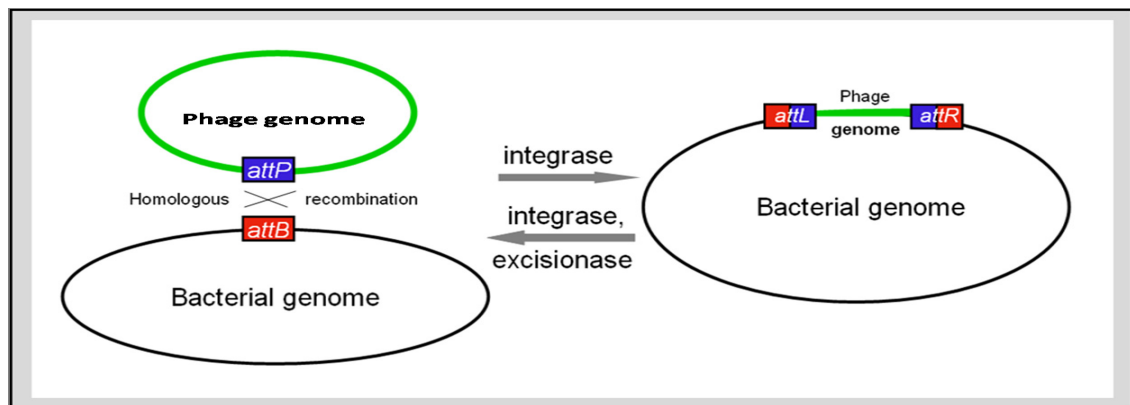 Phage genome
attP
Homologous recombination
attB
Bacterial genome
integrase
integrase,
excisionase
Phage
attL attR
genome
Bacterial genome